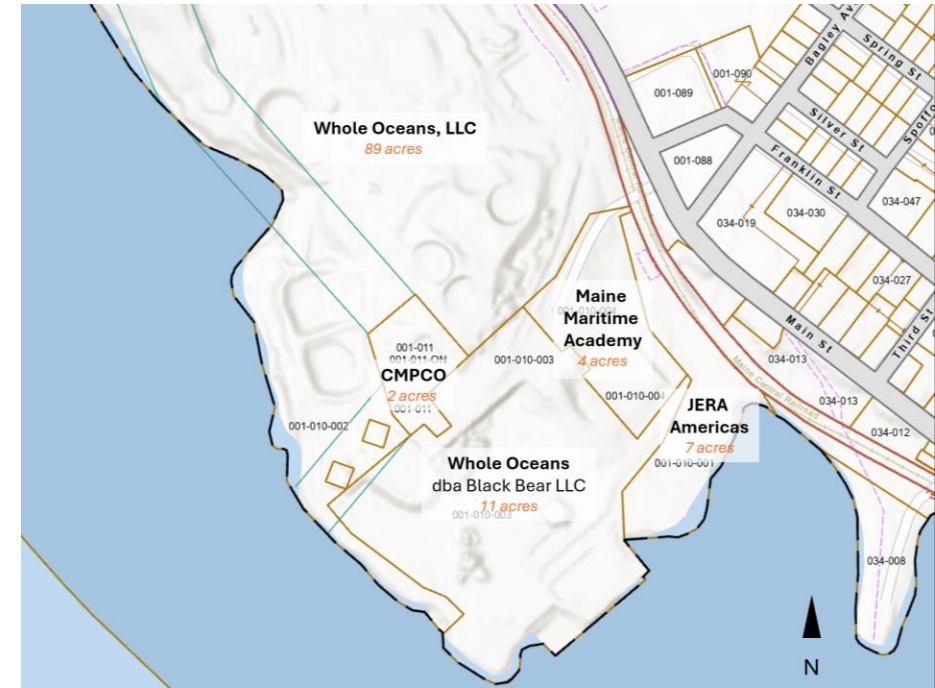 Bagley Av
Spring St
001-090
001-089
Spotto
Silver St
Whole Oceans, LLC
89 acres
Franklin St
001-088
034-047
034-030
034-019
034-027
Maine
Maritime
Academy
4 acres
Third St
Main St
001-011
001-011-ON
CMPCO
2 acres
001-011
001-010-003
034-013
Maine Central Railroad
001-010-004
JERA
Americas
7 acres
034-013
034-012
001-010-002
Whole Oceans
dba Black Bear LLC
11 acres
001-010-003
001-010-001
034-008
N